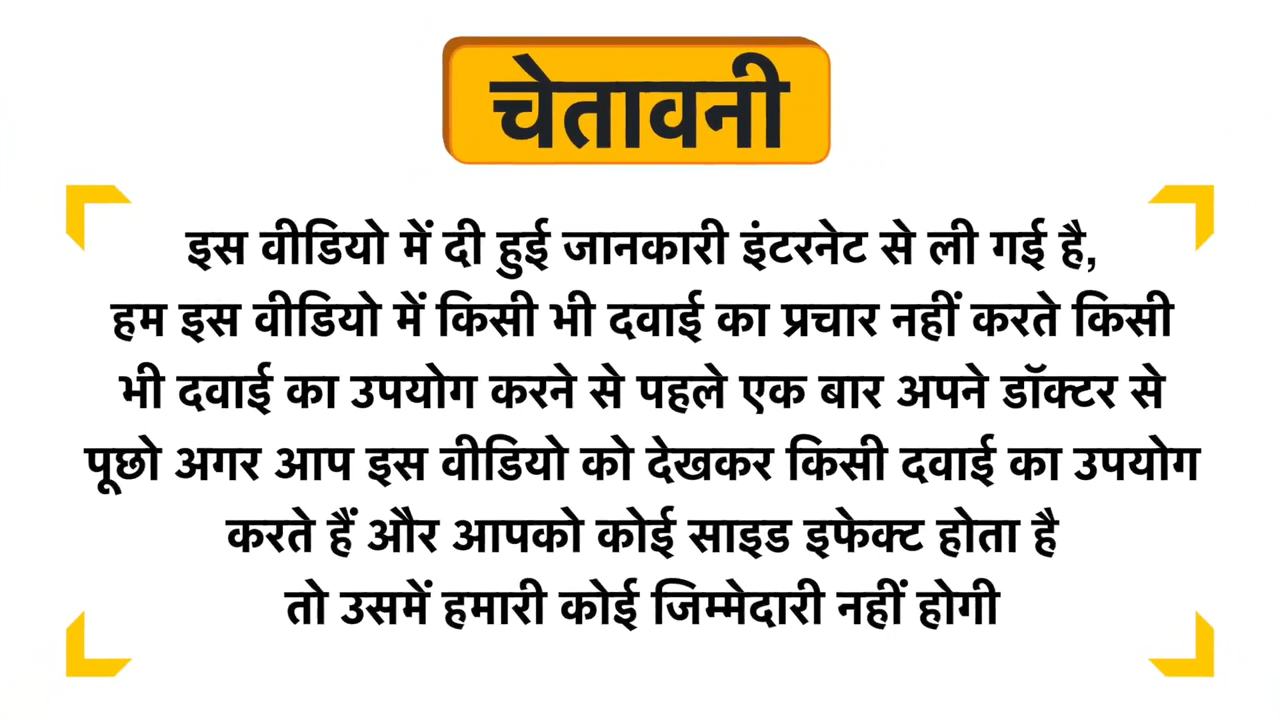 चेतावनी
इस वीडियो में दी हुई जानकारी इंटरनेट से ली गई है,
हम इस वीडियो में किसी भी दवाई का प्रचार नहीं करते किसी
भी दवाई का उपयोग करने से पहले एक बार अपने डॉक्टर से
पूछो अगर आप इस वीडियो को देखकर किसी दवाई का उपयोग
करते हैं और आपको कोई साइड इफेक्ट होता है
तो उसमें हमारी कोई जिम्मेदारी नहीं होगी